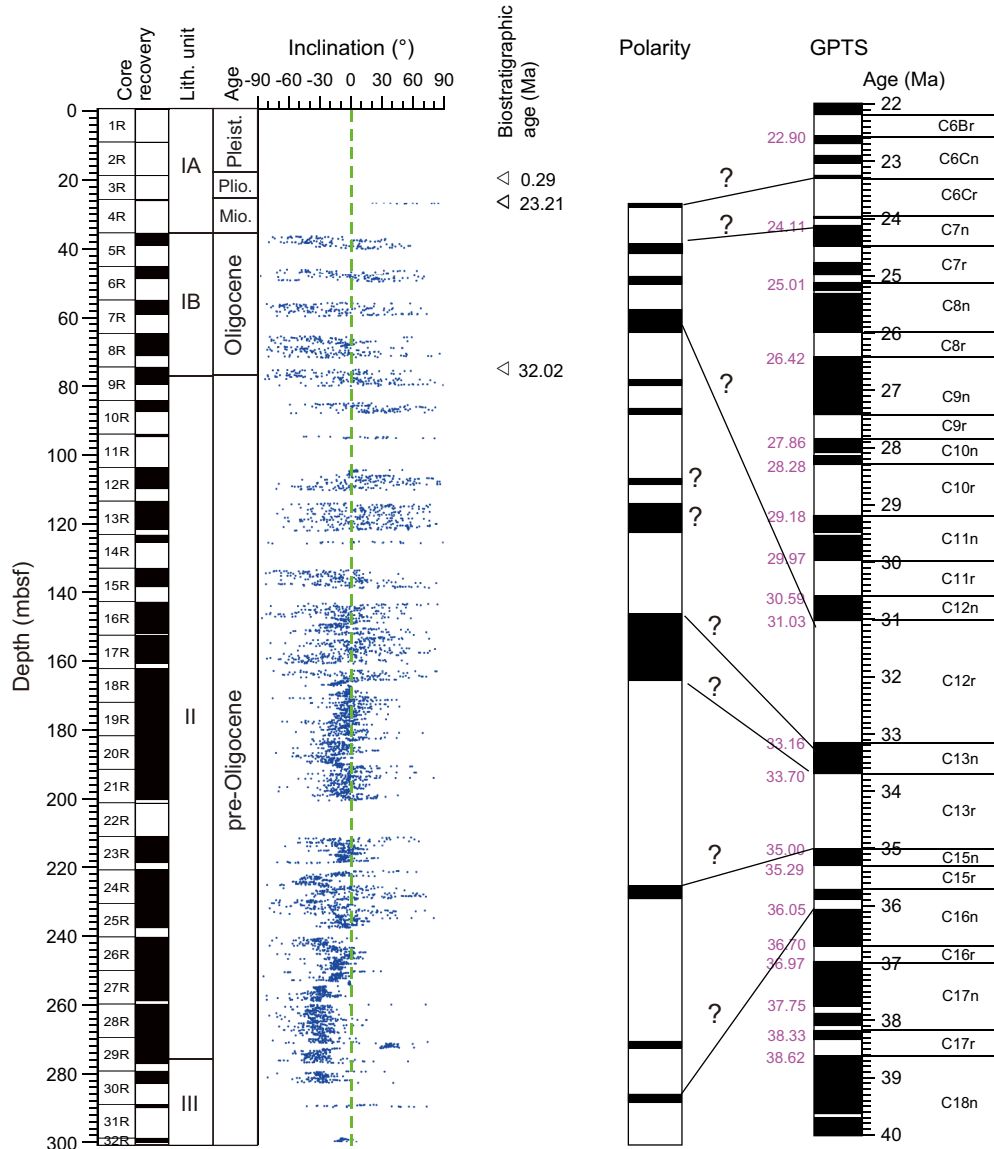 Inclination (°)
Polarity
GPTS
Core
recovery
Lith. unit
Age
-90 -60 -30 0 30 60 90
Biostratigraphic
age (Ma)
Age (Ma)
Depth (mbsf)
0
20
40
60
80
100
120
140
160
180
200
220
240
260
280
300
1R
2R
3R
4R
5R
6R
7R
8R
9R
10R
11R
12R
13R
14R
15R
16R
17R
18R
19R
20R
21R
22R
23R
24R
25R
26R
27R
28R
29R
30R
31R
32R
IA
IB
II
III
Pleist.
Plio.
Mio.
Oligocene
pre-Oligocene
0.29
23.21
32.02
?
?
?
?
?
?
?
?
?
22.90
24.11
25.01
26.42
27.86
28.28
29.18
29.97
30.59
31.03
33.16
33.70
35.00
35.29
36.05
36.70
36.97
37.75
38.33
38.62
22
23
24
25
26
27
28
29
30
31
32
33
34
35
36
37
38
39
40
C6Br
C6Cn
C6Cr
C7n
C7r
C8n
C8r
C9n
C9r
C10n
C10r
C11n
C11r
C12n
C12r
C13n
C13r
C15n
C15r
C16n
C16r
C17n
C17r
C18n